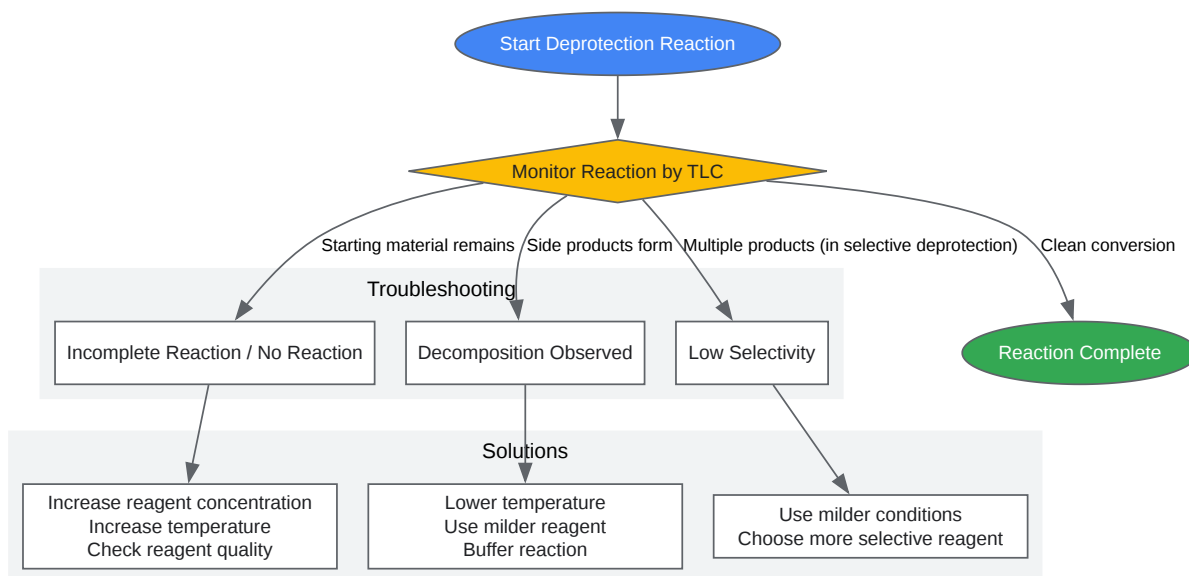 Start Deprotection Reaction
Monitor Reaction by TLC
Starting material remains
Side products form
Multiple products (in selective deprotection)
Clean conversion
Troubleshooting
Incomplete Reaction / No Reaction
Decomposition Observed
Low Selectivity
Reaction Complete
Solutions
Increase reagent concentration
Increase temperature
Check reagent quality
Lower temperature
Use milder reagent
Buffer reaction
Use milder conditions
Choose more selective reagent